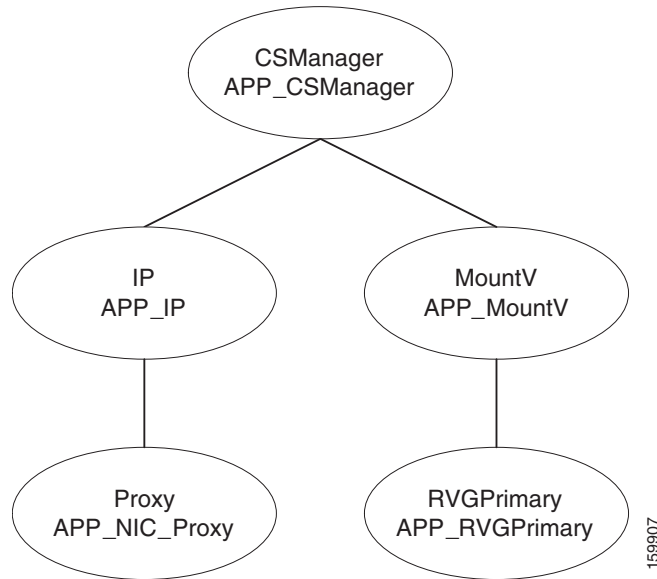 CSManager
APP_CSManager
IP
APP_IP
MountV
APP_MountV
Proxy
APP_NIC_Proxy
RVGPrimary
APP_RVGPrimary
159907